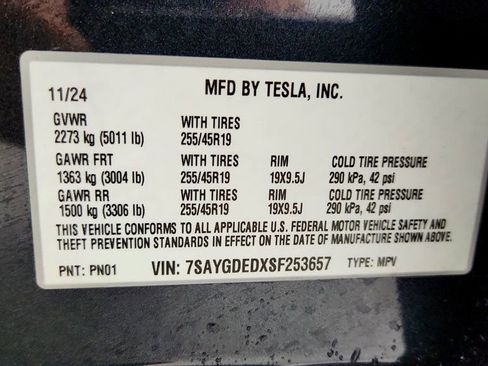 MFD BY TESLA, INC.
11/24
GVWR WITH TIRES
2273 kg (5011 lb) 255/45R19
GAWR FRT WITH TIRES RIM COLD TIRE PRESSURE
1363 kg (3004 lb) 255/45R19 19X9.5J 290 kPa, 42 psi
GAWR RR WITH TIRES RIM COLD TIRE PRESSURE
1500 kg (3306 lb) 255/45R19 19X9.5J 290 kPa, 42 psi
THIS VEHICLE CONFORMS TO ALL APPLICABLE U.S. FEDERAL MOTOR VEHICLE SAFETY AND
THEFT PREVENTION STANDARDS IN EFFECT ON THE DATE OF MANUFACTURE SHOWN ABOVE.
PNT: PN01 VIN: 7SAYGDEDXSF253657 TYPE: MPV